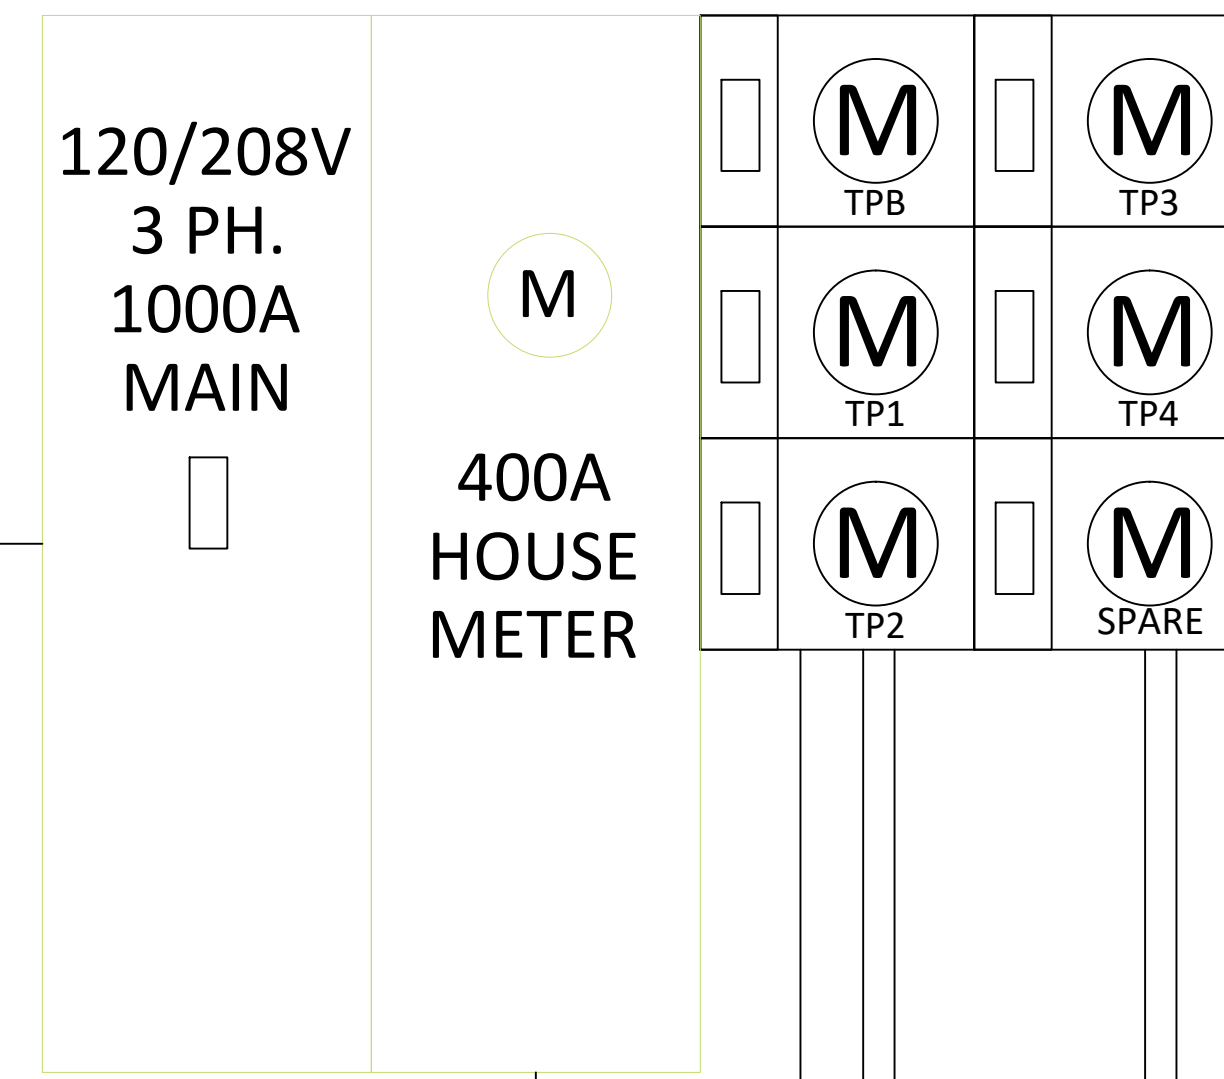 120/208V
3 PH.
1000A
MAIN
M
400A
HOUSE
METER
M
TPB
M
TP1
M
TP2
M
TP3
M
TP4
M
SPARE